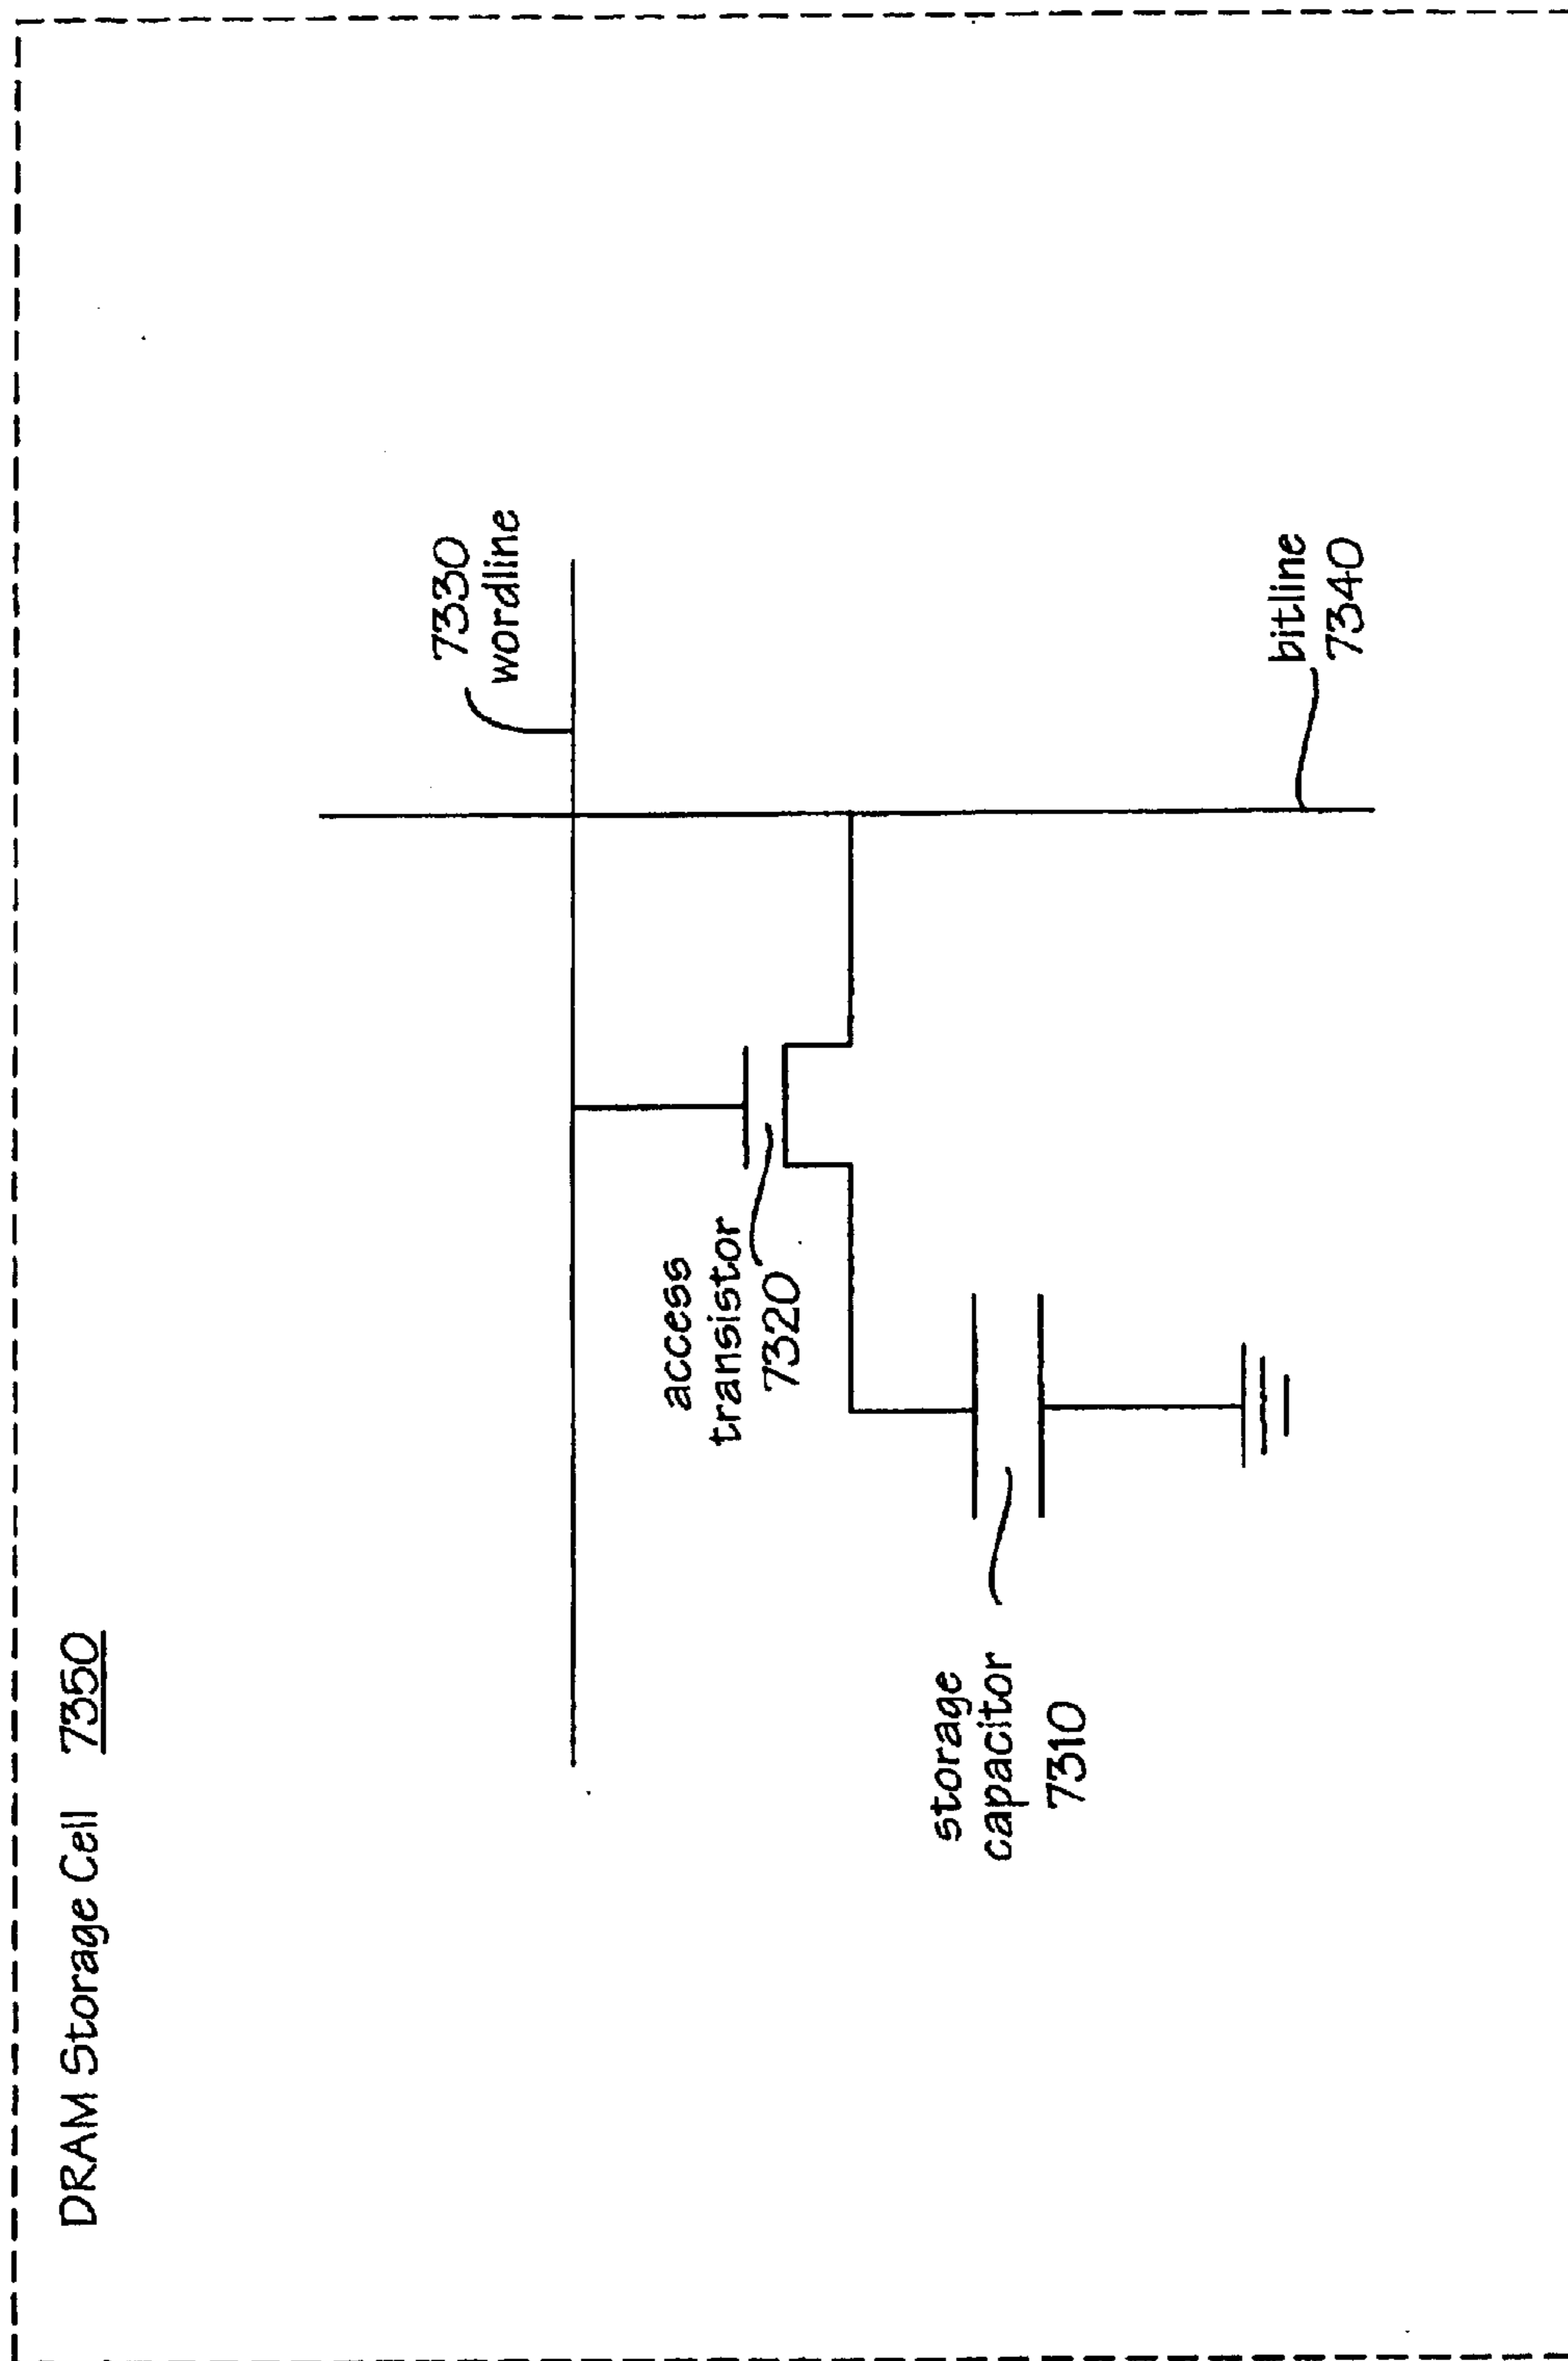 DRAM Storage Cell 7350
7330
wordline
access
transistor
7320
storage
capacitor
7310
bitline
7340